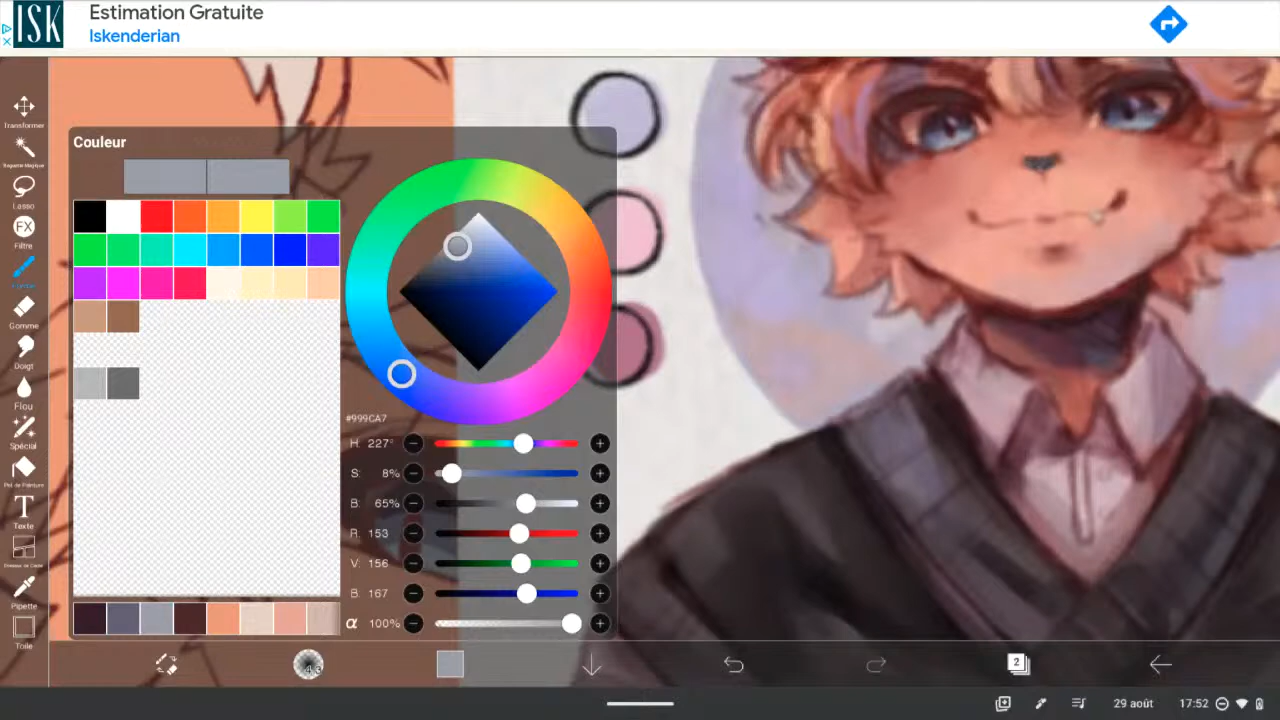 ISK
Estimation Gratuite
Iskenderian
Transformer
Baguette Magique
Lasso
FX
Filtre
Gomme
Doigt
Flou
Spécial
Pot de Peinture
T
Texte
Pipette
Toile
Couleur
#999CA7
H: 227°
S: 8%
B: 65%
R: 153
V: 156
B: 167
α 100%
2
29 août
17:52